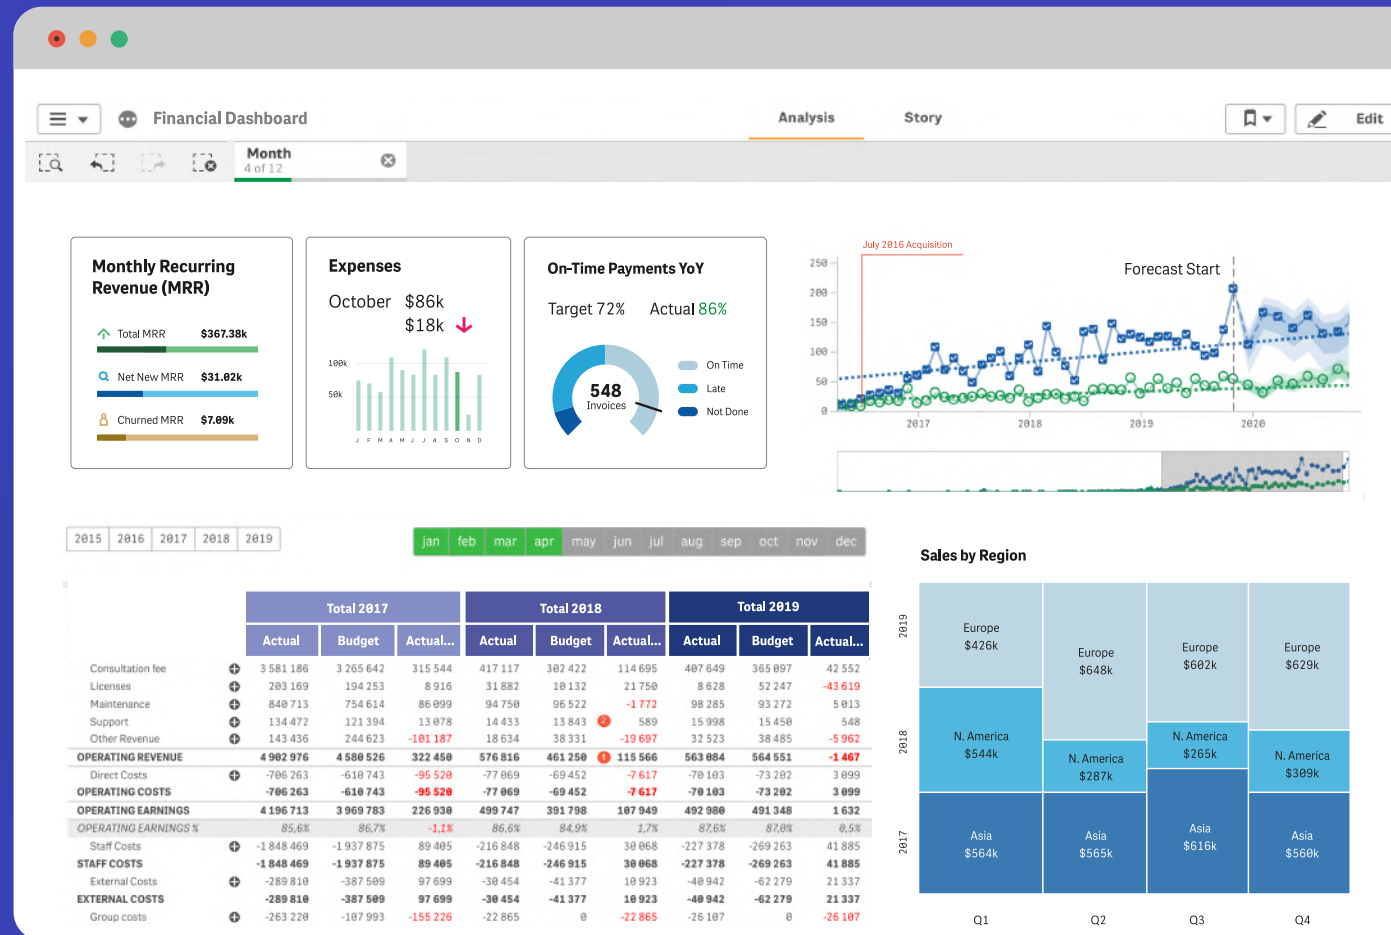 Financial Dashboard
Analysis
Story
Edit
Month
4 of 12
Monthly Recurring
Revenue (MRR)
Total MRR $367.38k
Net New MRR $31.02k
Churned MRR $7.09k
Expenses
October $86k
$18k
100k
50k
J F M A M J J A S O N D
On-Time Payments YoY
Target 72% Actual 86%
548
Invoices
On Time
Late
Not Done
July 2016 Acquisition
Forecast Start
250
200
150
100
50
0
2017 2018 2019 2020
2015 2016 2017 2018 2019
jan feb mar apr may jun jul aug sep oct nov dec
Total 2017 Total 2018 Total 2019
Actual Budget Actual... Actual Budget Actual... Actual Budget Actual...
Consultation fee 3 581 186 3 265 642 315 544 417 117 302 422 114 695 407 649 365 097 42 552
Licenses 203 169 194 253 8 916 31 882 10 132 21 750 8 628 52 247 -43 619
Maintenance 840 713 754 614 86 099 94 750 96 522 -1 772 98 285 93 272 5 013
Support 134 472 121 394 13 078 14 433 13 843 2 589 15 998 15 450 548
Other Revenue 143 436 244 623 -101 187 18 634 38 331 -19 697 32 523 38 485 -5 962
OPERATING REVENUE 4 902 976 4 580 526 322 450 576 816 461 250 1 115 566 563 084 564 551 -1 467
Direct Costs -706 263 -610 743 -95 520 -77 069 -69 452 -7 617 -70 103 -73 202 3 099
OPERATING COSTS -706 263 -610 743 -95 520 -77 069 -69 452 -7 617 -70 103 -73 202 3 099
OPERATING EARNINGS 4 196 713 3 969 783 226 930 499 747 391 798 107 949 492 980 491 348 1 632
OPERATING EARNINGS % 85,6% 86,7% -1,1% 86,6% 84,9% 1,7% 87,6% 87,0% 0,5%
Staff Costs -1 848 469 -1 937 875 89 405 -216 848 -246 915 30 068 -227 378 -269 263 41 885
STAFF COSTS -1 848 469 -1 937 875 89 405 -216 848 -246 915 30 068 -227 378 -269 263 41 885
External Costs -289 810 -387 509 97 699 -30 454 -41 377 10 923 -40 942 -62 279 21 337
EXTERNAL COSTS -289 810 -387 509 97 699 -30 454 -41 377 10 923 -40 942 -62 279 21 337
Group costs -263 220 -107 993 -155 226 -22 865 0 -22 865 -26 107 0 -26 107
Sales by Region
2019
2018
2017
Europe
$426k
Europe
$648k
Europe
$602k
Europe
$629k
N. America
$544k
N. America
$287k
N. America
$265k
N. America
$309k
Asia
$564k
Asia
$565k
Asia
$616k
Asia
$560k
Q1 Q2 Q3 Q4